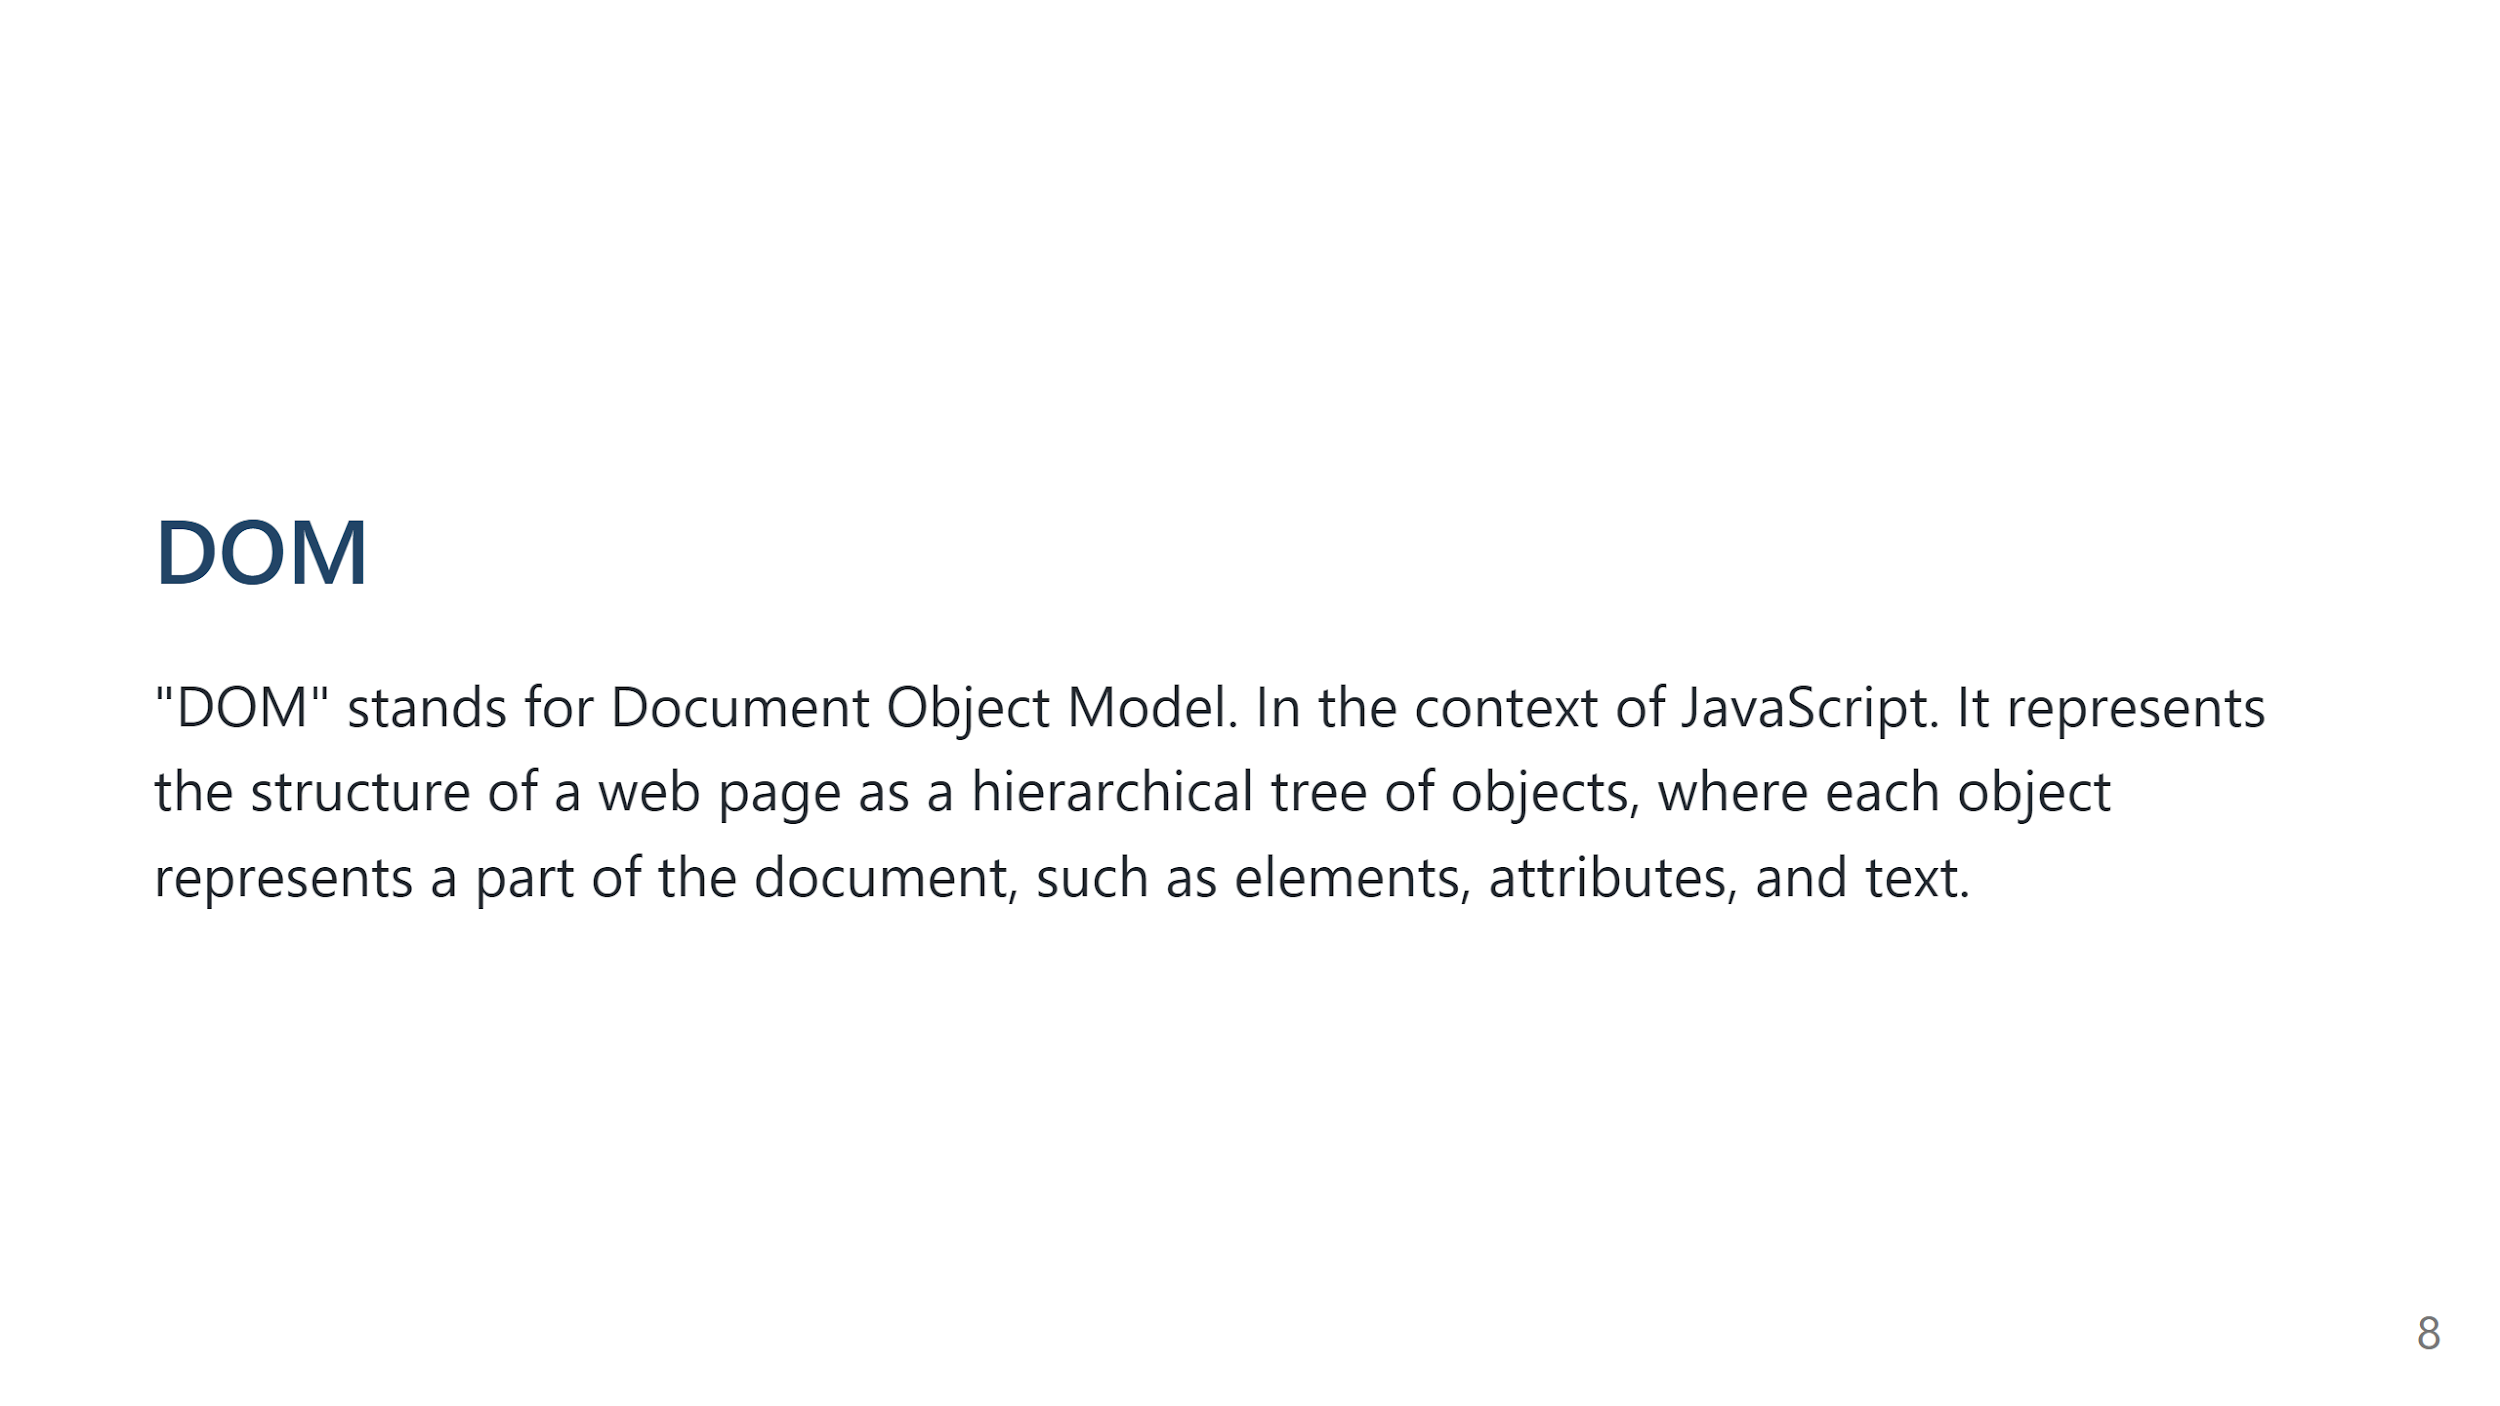 DOM
"DOM" stands for Document Object Model. In the context of JavaScript. It represents
the structure of a web page as a hierarchical tree of objects, where each object
represents a part of the document, such as elements, attributes, and text.
8